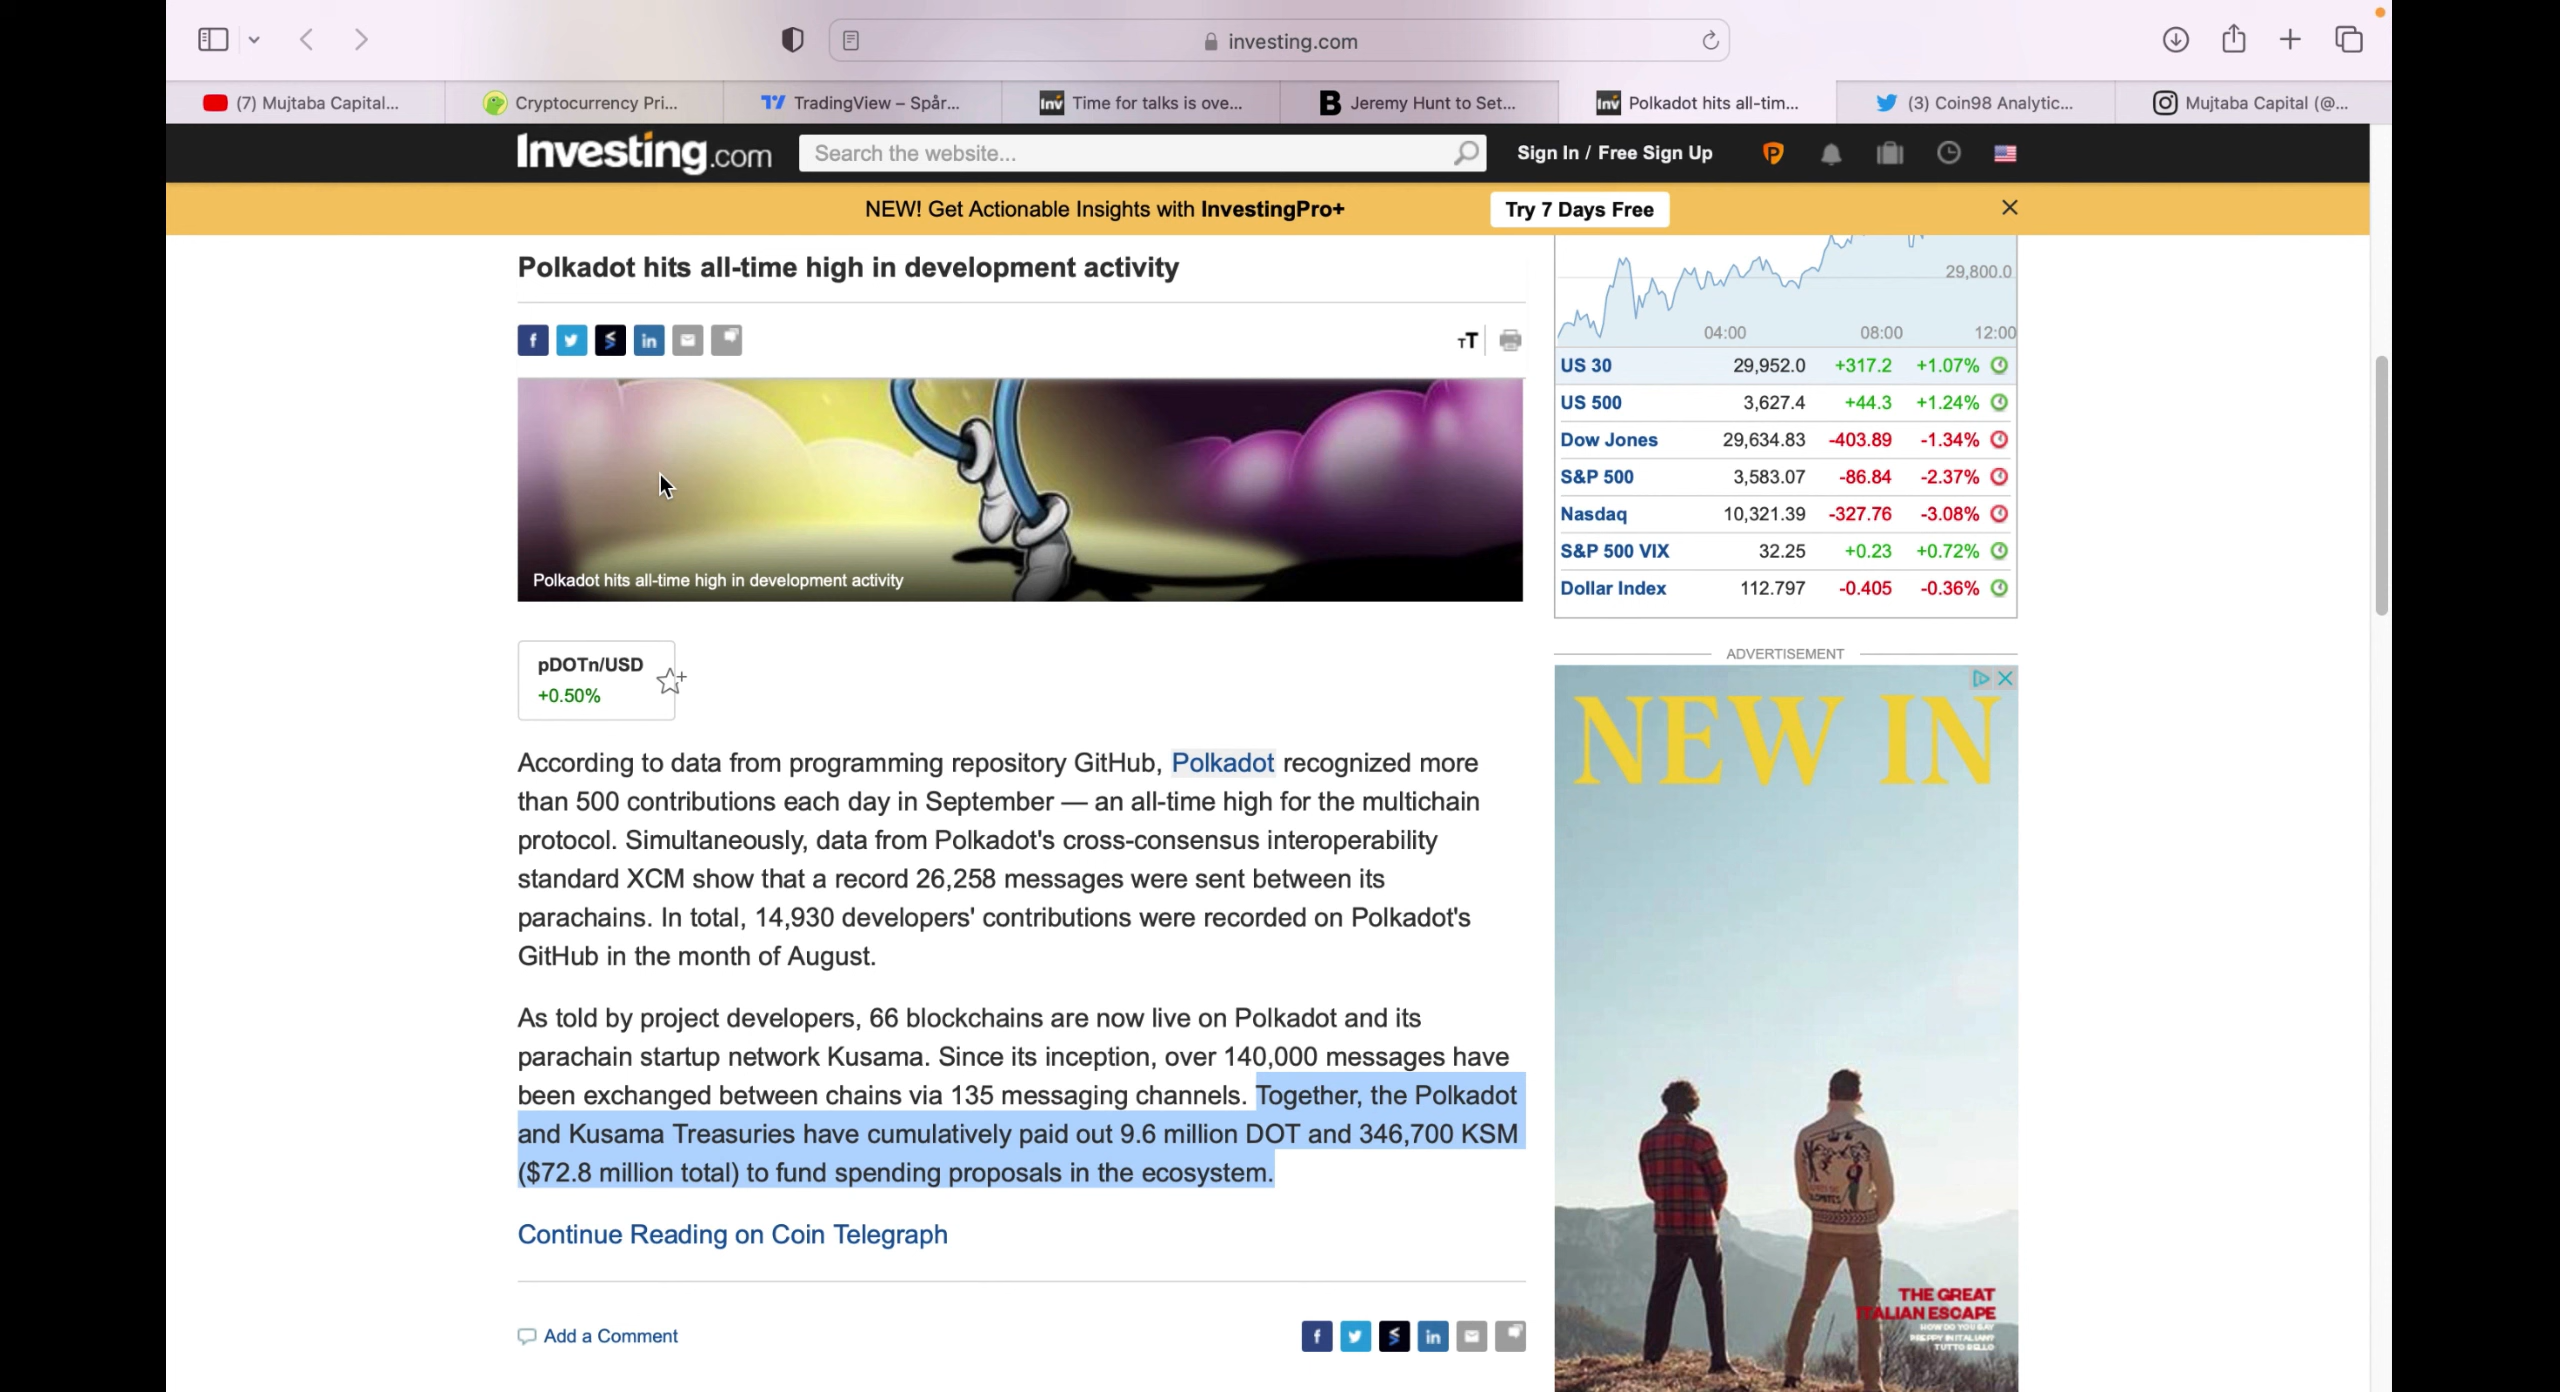 investing.com
(7) Mujtaba Capital...
Cryptocurrency Pri...
TradingView – Spår...
Inv Time for talks is ove...
B Jeremy Hunt to Set...
Inv Polkadot hits all-tim...
(3) Coin98 Analytic...
Mujtaba Capital (@...
Investing.com
Search the website...
Sign In / Free Sign Up
NEW! Get Actionable Insights with InvestingPro+
Try 7 Days Free
Polkadot hits all-time high in development activity
Polkadot hits all-time high in development activity
pDOTn/USD
+0.50%
According to data from programming repository GitHub, Polkadot recognized more
than 500 contributions each day in September — an all-time high for the multichain
protocol. Simultaneously, data from Polkadot's cross-consensus interoperability
standard XCM show that a record 26,258 messages were sent between its
parachains. In total, 14,930 developers' contributions were recorded on Polkadot's
GitHub in the month of August.
As told by project developers, 66 blockchains are now live on Polkadot and its
parachain startup network Kusama. Since its inception, over 140,000 messages have
been exchanged between chains via 135 messaging channels. Together, the Polkadot
and Kusama Treasuries have cumulatively paid out 9.6 million DOT and 346,700 KSM
($72.8 million total) to fund spending proposals in the ecosystem.
Continue Reading on Coin Telegraph
Add a Comment
29,800.0
04:00 08:00 12:00
US 30 29,952.0 +317.2 +1.07%
US 500 3,627.4 +44.3 +1.24%
Dow Jones 29,634.83 -403.89 -1.34%
S&P 500 3,583.07 -86.84 -2.37%
Nasdaq 10,321.39 -327.76 -3.08%
S&P 500 VIX 32.25 +0.23 +0.72%
Dollar Index 112.797 -0.405 -0.36%
ADVERTISEMENT
NEW IN
THE GREAT
ITALIAN ESCAPE
HOW DO YOU SAY
PREPPY IN ITALIAN?
TUTTO BELLO